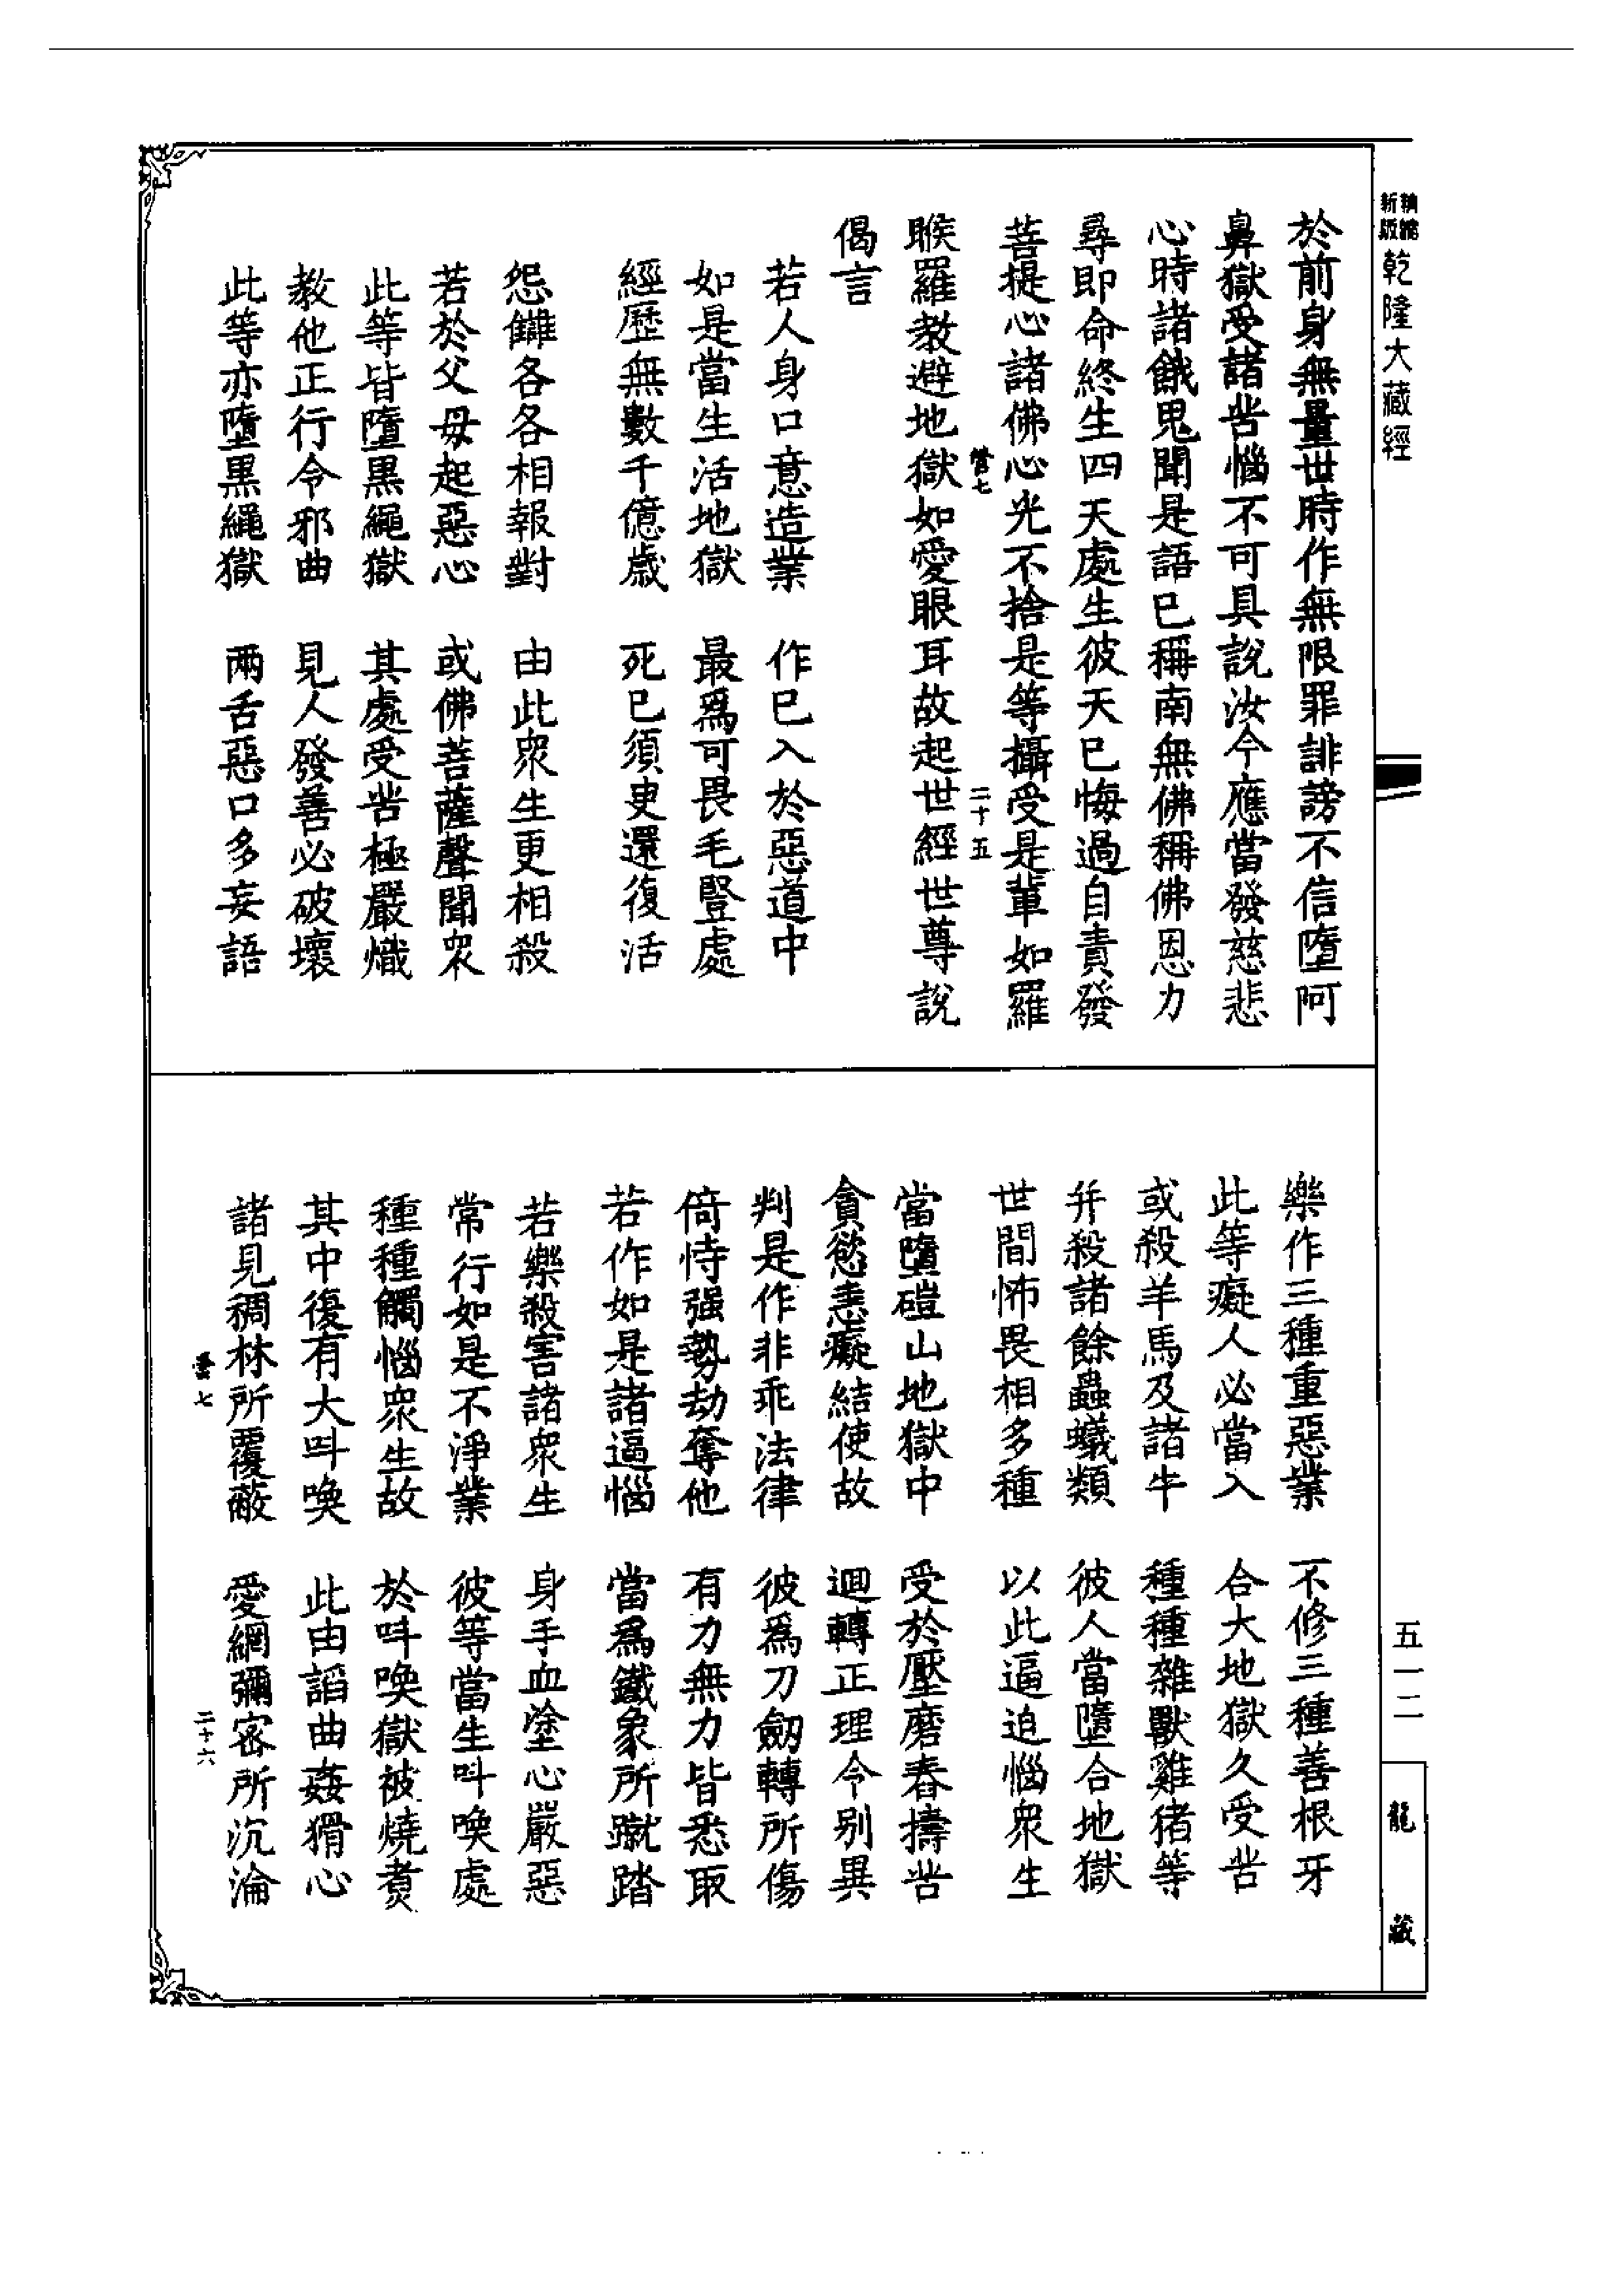 精縮新版乾隆大藏經
於前身無量世時作無限罪誹謗不信墮阿
鼻獄受諸苦惱不可具說汝今應當發慈悲
心時諸餓鬼聞是語已稱南無佛稱佛恩力
尋即命終生四天處生彼天已悔過自責發
菩提心諸佛心光不捨是等攝受是輩如羅
二十五
睺羅教避地獄如愛眼耳故起世經世尊說
偈言
若人身口意造業 作已入於惡道中
如是當生活地獄 最爲可畏毛豎處
經歷無數千億歲 死已須臾還復活
怨讎各各相報對 由此衆生更相殺
若於父母起惡心 或佛菩薩聲聞衆
此等皆墮黑繩獄 其處受苦極嚴熾
教他正行令邪曲 見人發善必破壞
此等亦墮黑繩獄 兩舌惡口多妄語
樂作三種重惡業 不修三種善根牙
此等癡人必當入 合大地獄久受苦
或殺羊馬及諸牛 種種雜獸雞猪等
并殺諸餘蟲蟻類 彼人當墮合地獄
世間怖畏相多種 以此逼迫惱衆生
當墮磑山地獄中 受於壓磨舂擣苦
貪慾恚癡結使故 迴轉正理令別異
判是作非乖法律 彼爲刀劒轉所傷
倚恃强勢劫奪他 有力無力皆悉取
若作如是諸逼惱 當爲鐵象所蹴踏
若樂殺害諸衆生 身手血塗心嚴惡
常行如是不淨業 彼等當生叫喚處
種種觸惱衆生故 於叫喚獄被燒煑
其中復有大叫喚 此由諂曲姦猾心
諸見稠林所覆蔽 愛網彌密所沉淪
二十六
五一二
龍藏